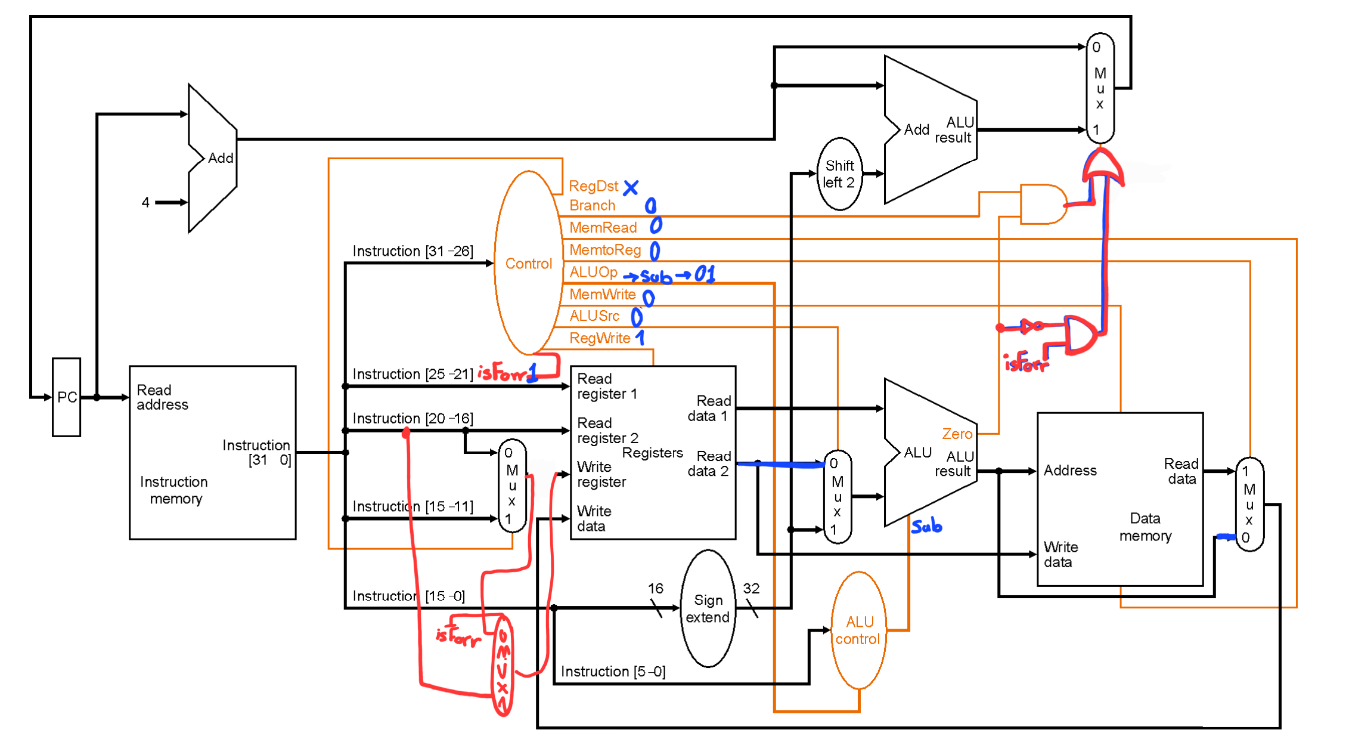 0
M
u
x
1
Add
ALU
result
Add
Shift
left 2
4
RegDst X
Branch 0
MemRead 0
MemtoReg 0
ALUOp → Sub → 01
MemWrite 0
ALUSrc 0
RegWrite 1
Control
Instruction [31 –26]
isForr 1
isForr
Instruction [25 –21]
Instruction [20 –16]
Instruction [15 –11]
Instruction [15 –0]
PC
Read
address
Instruction
[31 0]
Instruction
memory
0
M
u
x
1
Read
register 1
Read
register 2
Write
register
Write
data
Registers
Read
data 1
Read
data 2
0
M
u
x
1
Zero
ALU
ALU
result
Sub
Address
Write
data
Read
data
Data
memory
1
M
u
x
0
16
Sign
extend
32
ALU
control
Instruction [5 –0]
isForr
0
M
U
X
1